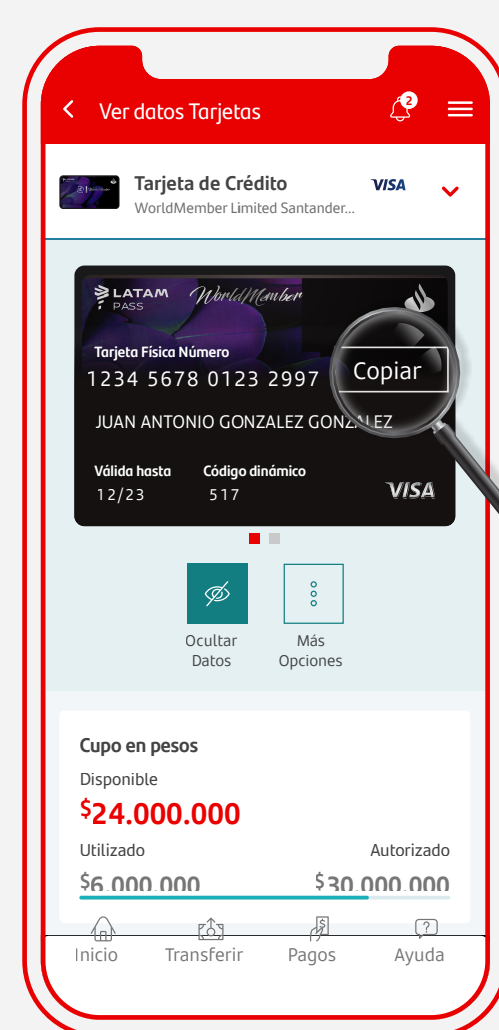 Ver datos Tarjetas
2
Tarjeta de Crédito
VISA
WorldMember Limited Santander...
LATAM
PASS
WorldMember
Tarjeta Física Número
1234 5678 0123 2997
Copiar
JUAN ANTONIO GONZALEZ GONZALEZ
Válida hasta
Código dinámico
12/23
517
VISA
Ocultar
Datos
Más
Opciones
Cupo en pesos
Disponible
$24.000.000
Utilizado
Autorizado
$6.000.000
$30.000.000
Inicio
Transferir
Pagos
Ayuda